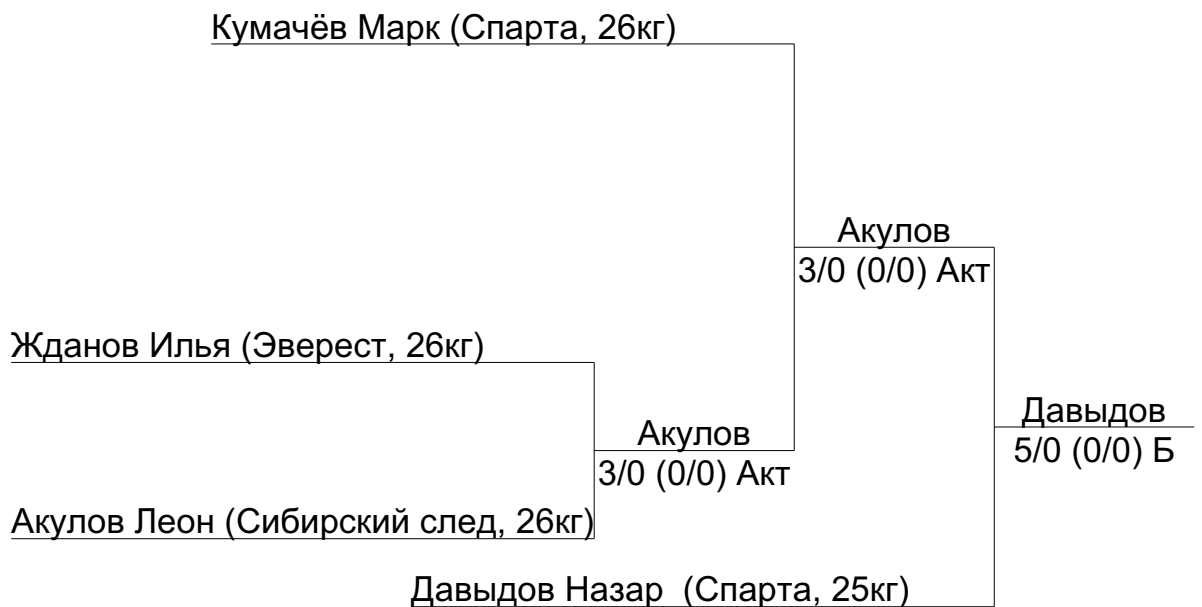 Кумачёв Марк (Спарта, 26кг)
Акулов
3/0 (0/0) Акт
Жданов Илья (Эверест, 26кг)
Давыдов
5/0 (0/0) Б
Акулов
3/0 (0/0) Акт
Акулов Леон (Сибирский след, 26кг)
Давыдов Назар  (Спарта, 25кг)